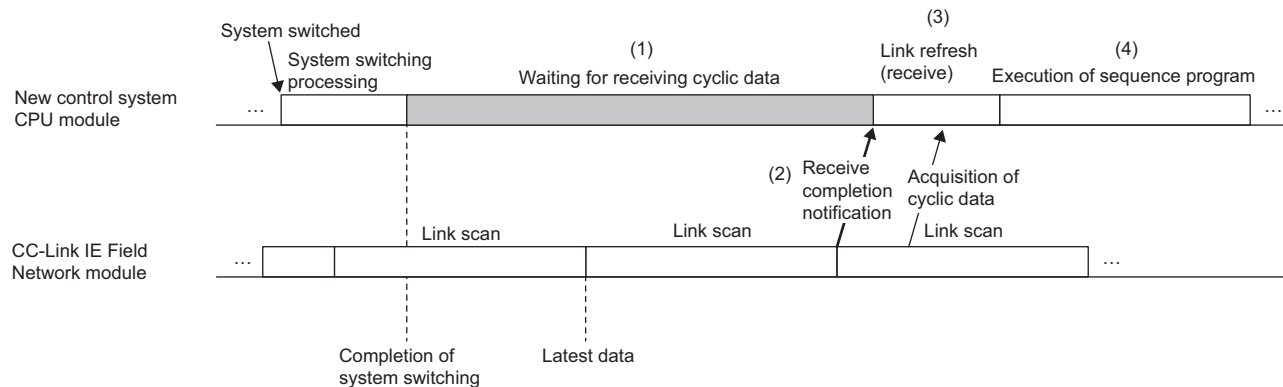 System switched
System switching
processing
(1)
Waiting for receiving cyclic data
(3)
Link refresh
(receive)
(4)
Execution of sequence program
New control system
CPU module
...
...
(2)
Receive
completion
notification
Acquisition of
cyclic data
CC-Link IE Field
Network module
...
Link scan
Link scan
Link scan
...
Completion of
system switching
Latest data